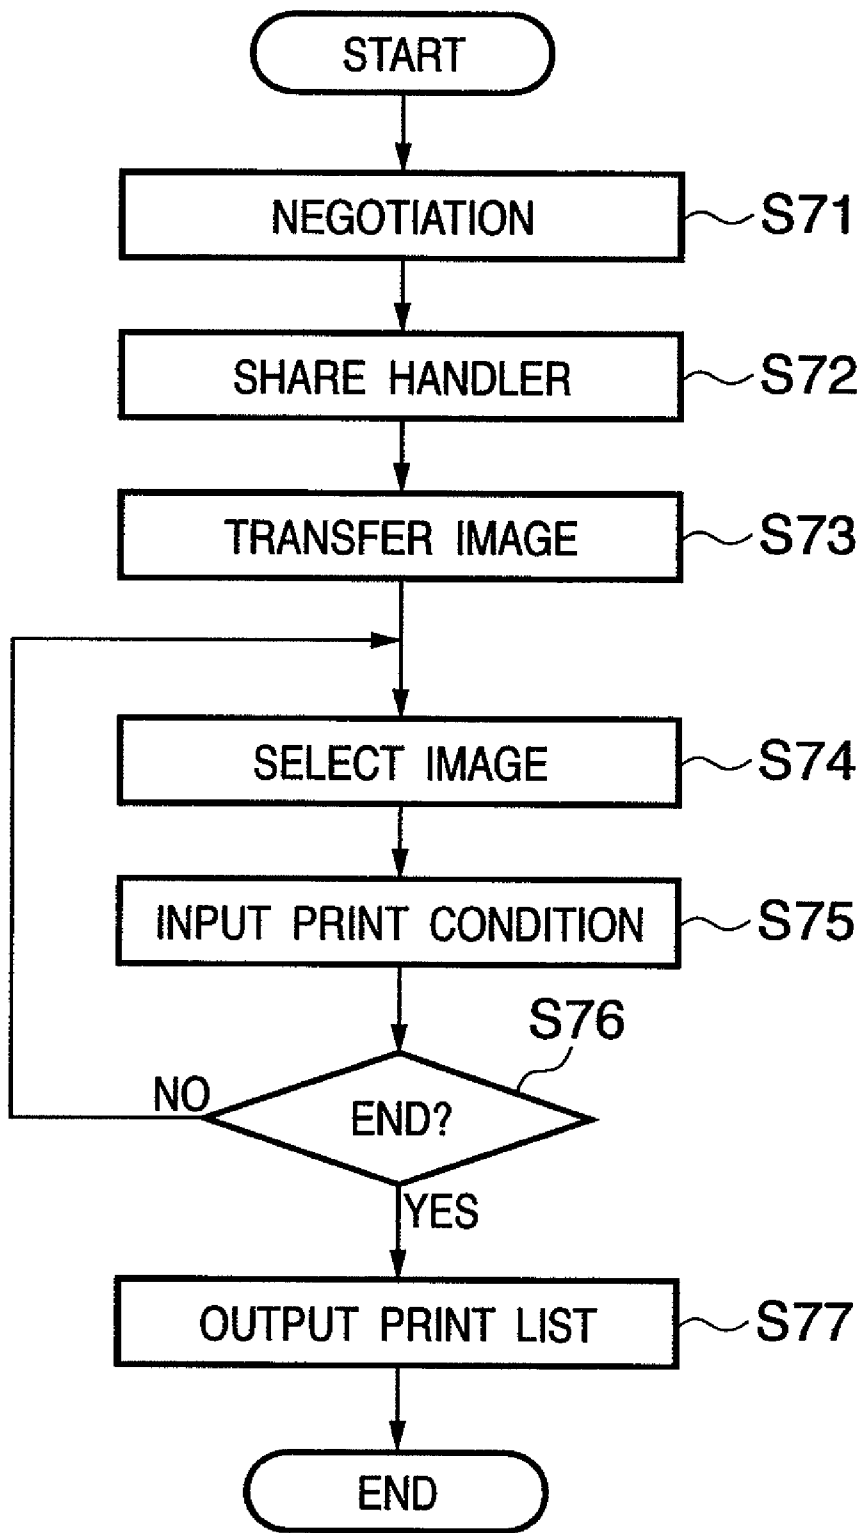 START
NEGOTIATION
S71
SHARE HANDLER
S72
TRANSFER IMAGE
S73
SELECT IMAGE
S74
INPUT PRINT CONDITION
S75
S76
NO
END?
YES
OUTPUT PRINT LIST
S77
END